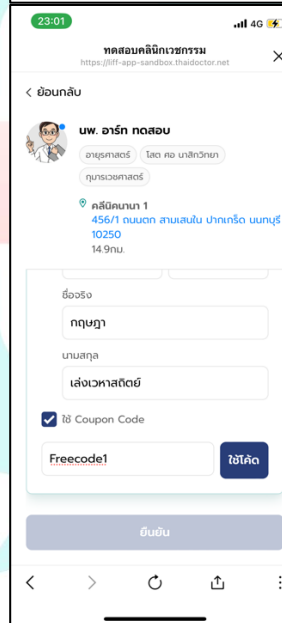 23:01
4G
ทดสอบคลินิกเวชกรรม
https://liff-app-sandbox.thaidoctor.net
ย้อนกลับ
นพ. อาร์ท ทดสอบ
อายุรศาสตร์ โสต ศอ นาสิกวิทยา
กุมารเวชศาสตร์
คลีนิคนานา 1
456/1 ถนนตก สามเสนใน ปากเกร็ด นนทบุรี
10250
14.9กม.
ชื่อจริง
กฤษฎา
นามสกุล
เล่งเวหาสถิตย์
ใช้ Coupon Code
Freecode1 ใช้โค้ด
ยืนยัน